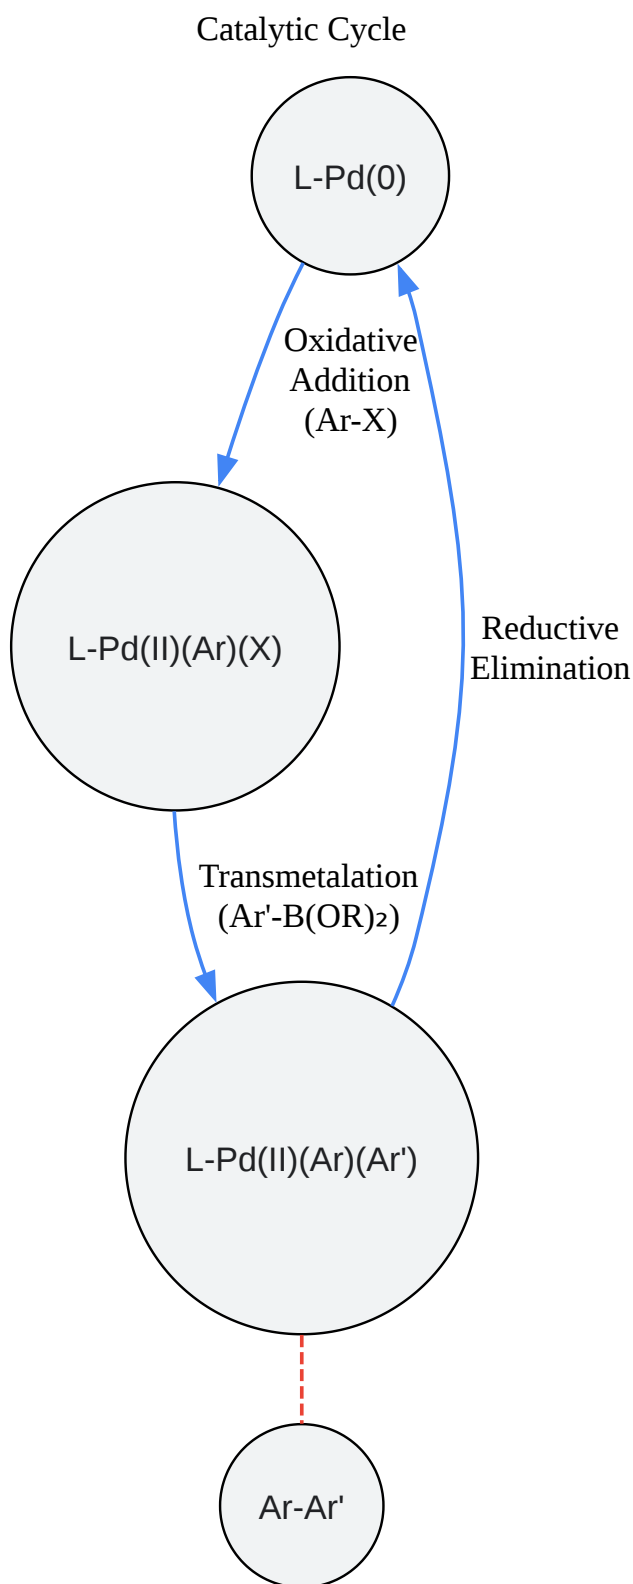 Catalytic Cycle
L-Pd(0)
Oxidative
Addition
(Ar-X)
L-Pd(II)(Ar)(X)
Reductive
Elimination
Transmetalation
(Ar'-B(OR)₂)
L-Pd(II)(Ar)(Ar')
Ar-Ar'